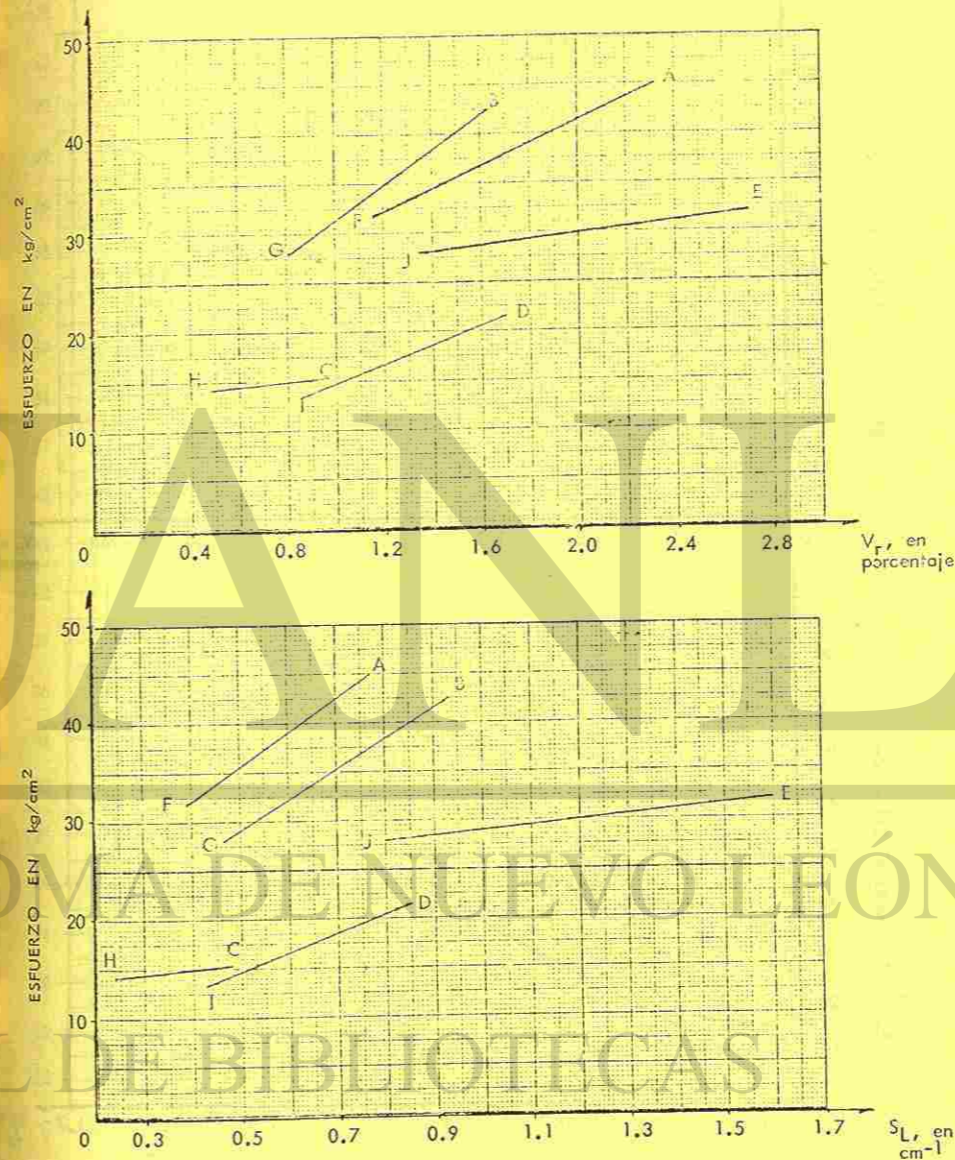 50
40
30
20
10
0
ESFUERZO EN kg/cm²
A
F
G
E
J
D
H
C
0.4 0.8 1.2 1.6 2.0 2.4 2.8
Vr, en
porcentaje
50
40
30
20
10
0
ESFUERZO EN kg/cm²
A
F
E
J
D
H
C
I
0.3 0.5 0.7 0.9 1.1 1.3 1.5 1.7
SL, en
cm-1
UANL
OMA DE NUEVO LEÓN
L DE BIBLIOTECAS